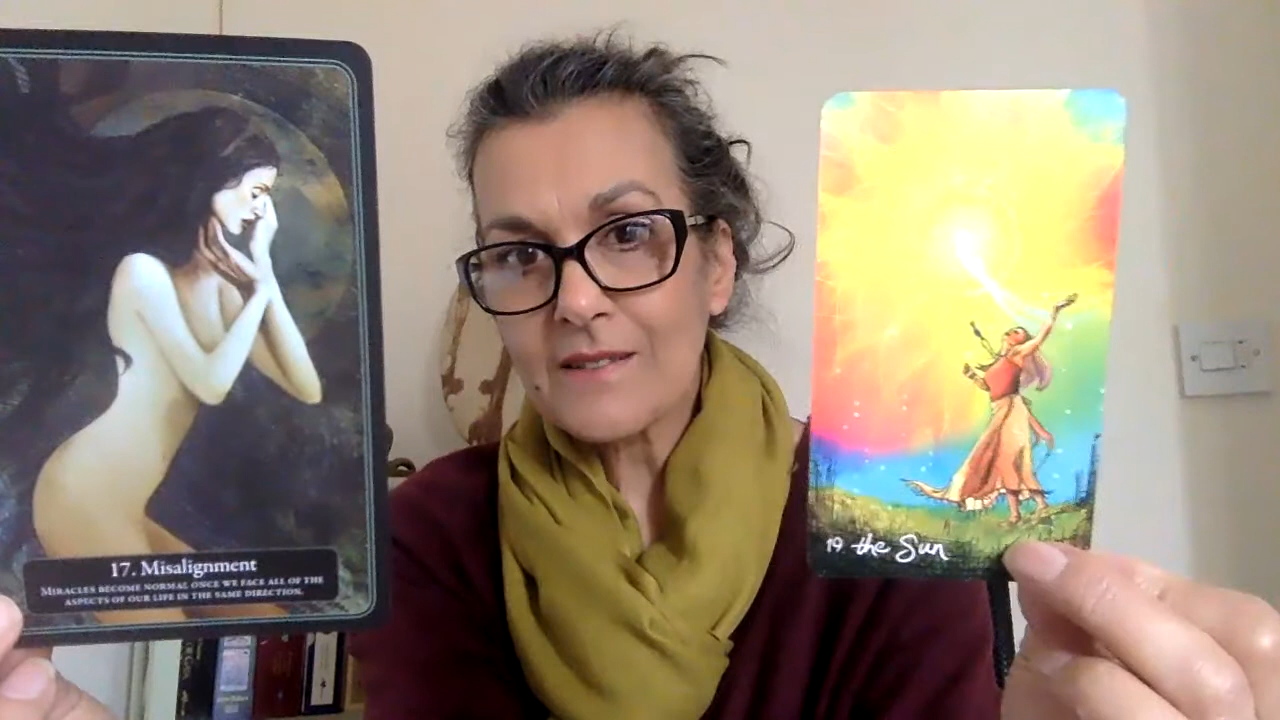 17. Misalignment
MIRACLES BECOME NORMAL ONCE WE FACE ALL OF THE
ASPECTS OF OUR LIFE IN THE SAME DIRECTION.
19 the Sun